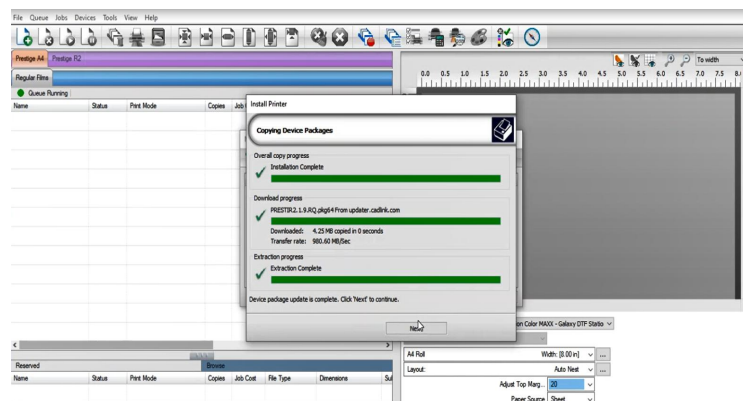 File Queue Jobs Devices Tools View Help
Prestige A4 Prestige R2
To width
Regular Films
0.0 0.5 1.0 1.5 2.0 2.5 3.0 3.5 4.0 4.5 5.0 5.5 6.0 6.5 7.0 7.5 8.
Queue Running
Name Status Print Mode Copies Job
Install Printer
Copying Device Packages
Overall copy progress
Installation Complete
Download progress
PRESTIR2.1.9.RQ.pkg64 From updater.cadlink.com
Downloaded: 4.25 MB copied in 0 seconds
Transfer rate: 980.60 MB/Sec
Extraction progress
Extraction Complete
Device package update is complete. Click 'Next' to continue.
Next
on Color MAXX - Galaxy DTF Statio
A4 Roll Width: [8.00 in] ...
Layout: Auto Nest ...
Adjust Top Marg... 20
Paper Source Sheet
Reserved Browse
Name Status Print Mode Copies Job Cost File Type Dimensions Sul